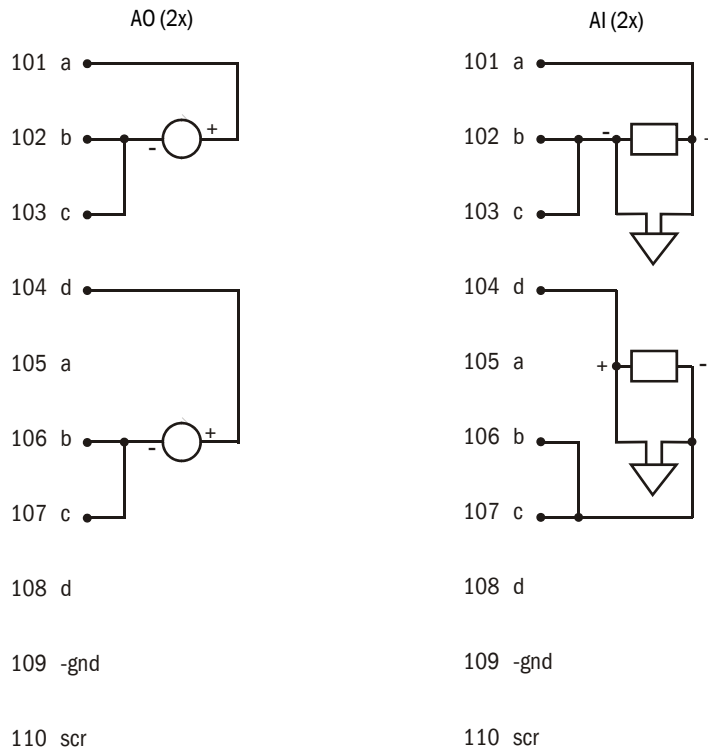 AO (2x)
101 a
102 b
- +
103 c
104 d
105 a
106 b
- +
107 c
108 d
109 -gnd
110 scr
AI (2x)
101 a
102 b
- -
103 c
104 d
105 a
+ -
106 b
107 c
108 d
109 -gnd
110 scr